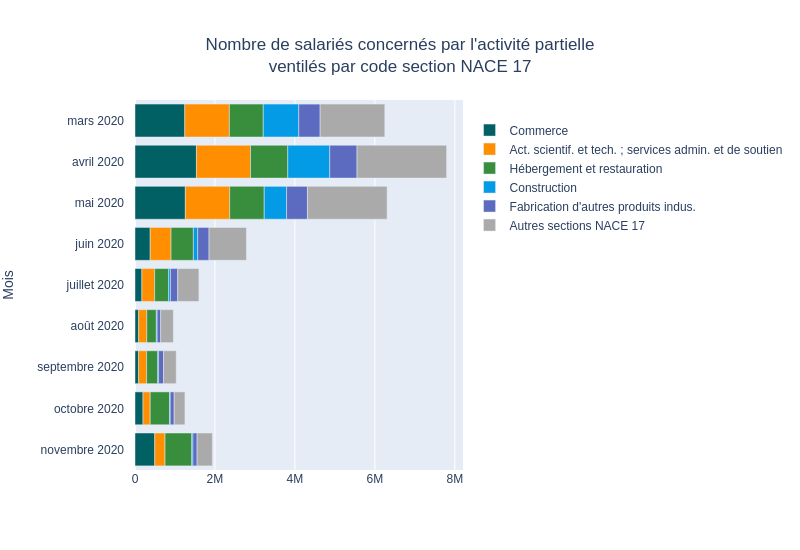 Nombre de salariés concernés par l'activité partielle
ventilés par code section NACE 17
Mois
mars 2020
avril 2020
mai 2020
juin 2020
juillet 2020
août 2020
septembre 2020
octobre 2020
novembre 2020
0 2M 4M 6M 8M
Commerce
Act. scientif. et tech. ; services admin. et de soutien
Hébergement et restauration
Construction
Fabrication d'autres produits indus.
Autres sections NACE 17